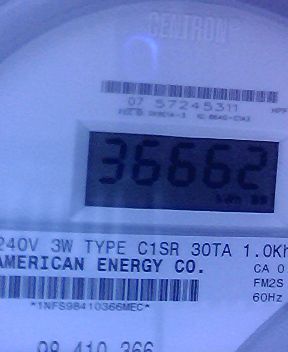 CENTRON
07 57245311
36662
240V 3W TYPE C1SR 30TA 1.0Kh
AMERICAN ENERGY CO.
CA 0.
FM2S
60Hz
*1NFS98410366MEC*
98 410 366